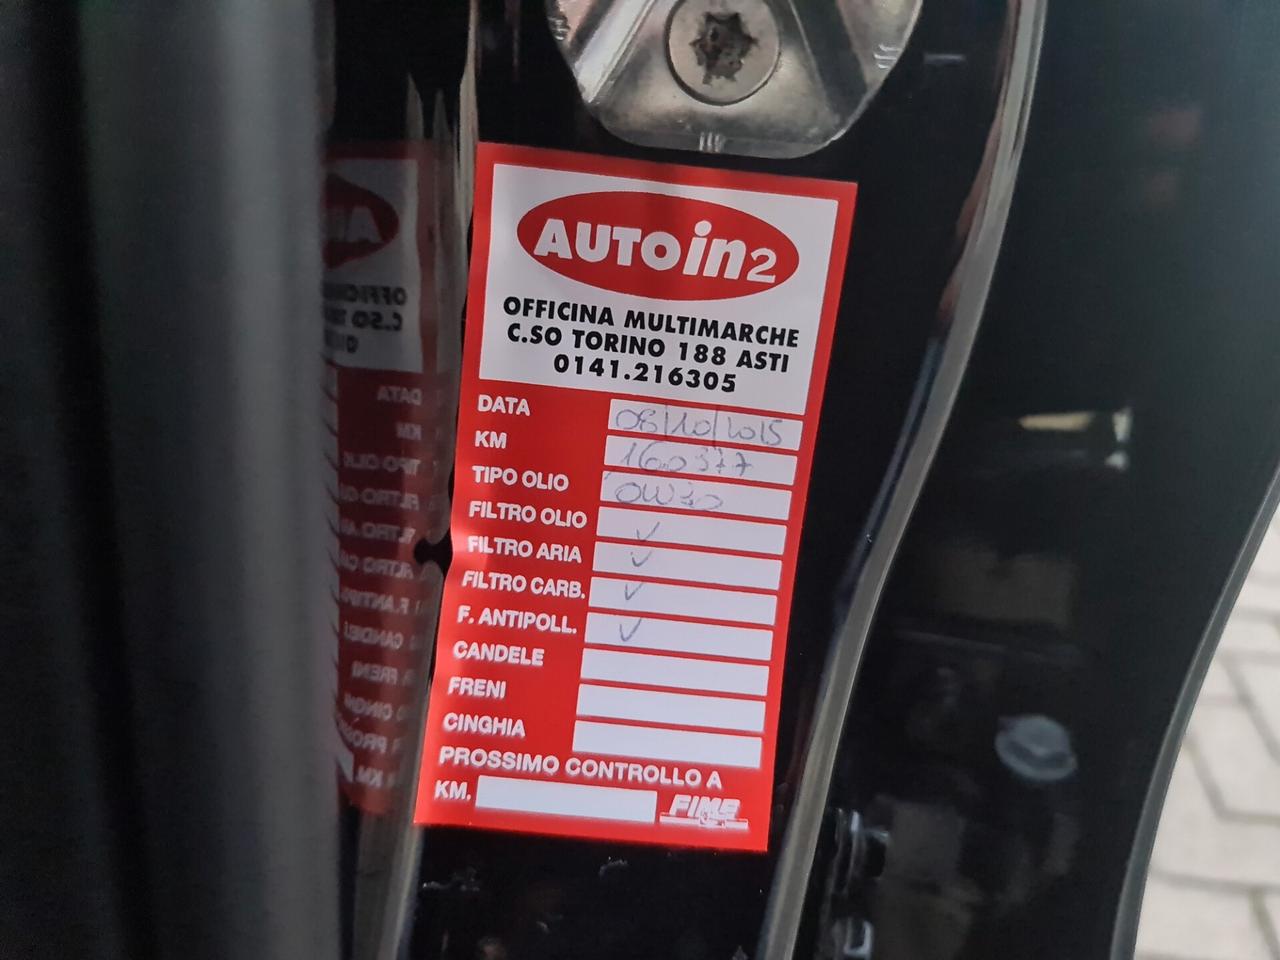 AUTOin2
OFFICINA MULTIMARCHE
C.SO TORINO 188 ASTI
0141.216305
DATA 08/10/2015
KM 160377
TIPO OLIO 0W30
FILTRO OLIO ✓
FILTRO ARIA ✓
FILTRO CARB. ✓
F. ANTIPOLL. ✓
CANDELE
FRENI
CINGHIA
PROSSIMO CONTROLLO A
KM.